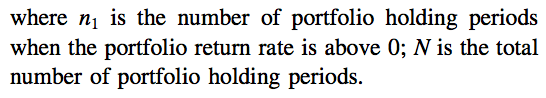 where n₁ is the number of portfolio holding periods
when the portfolio return rate is above 0; N is the total
number of portfolio holding periods.